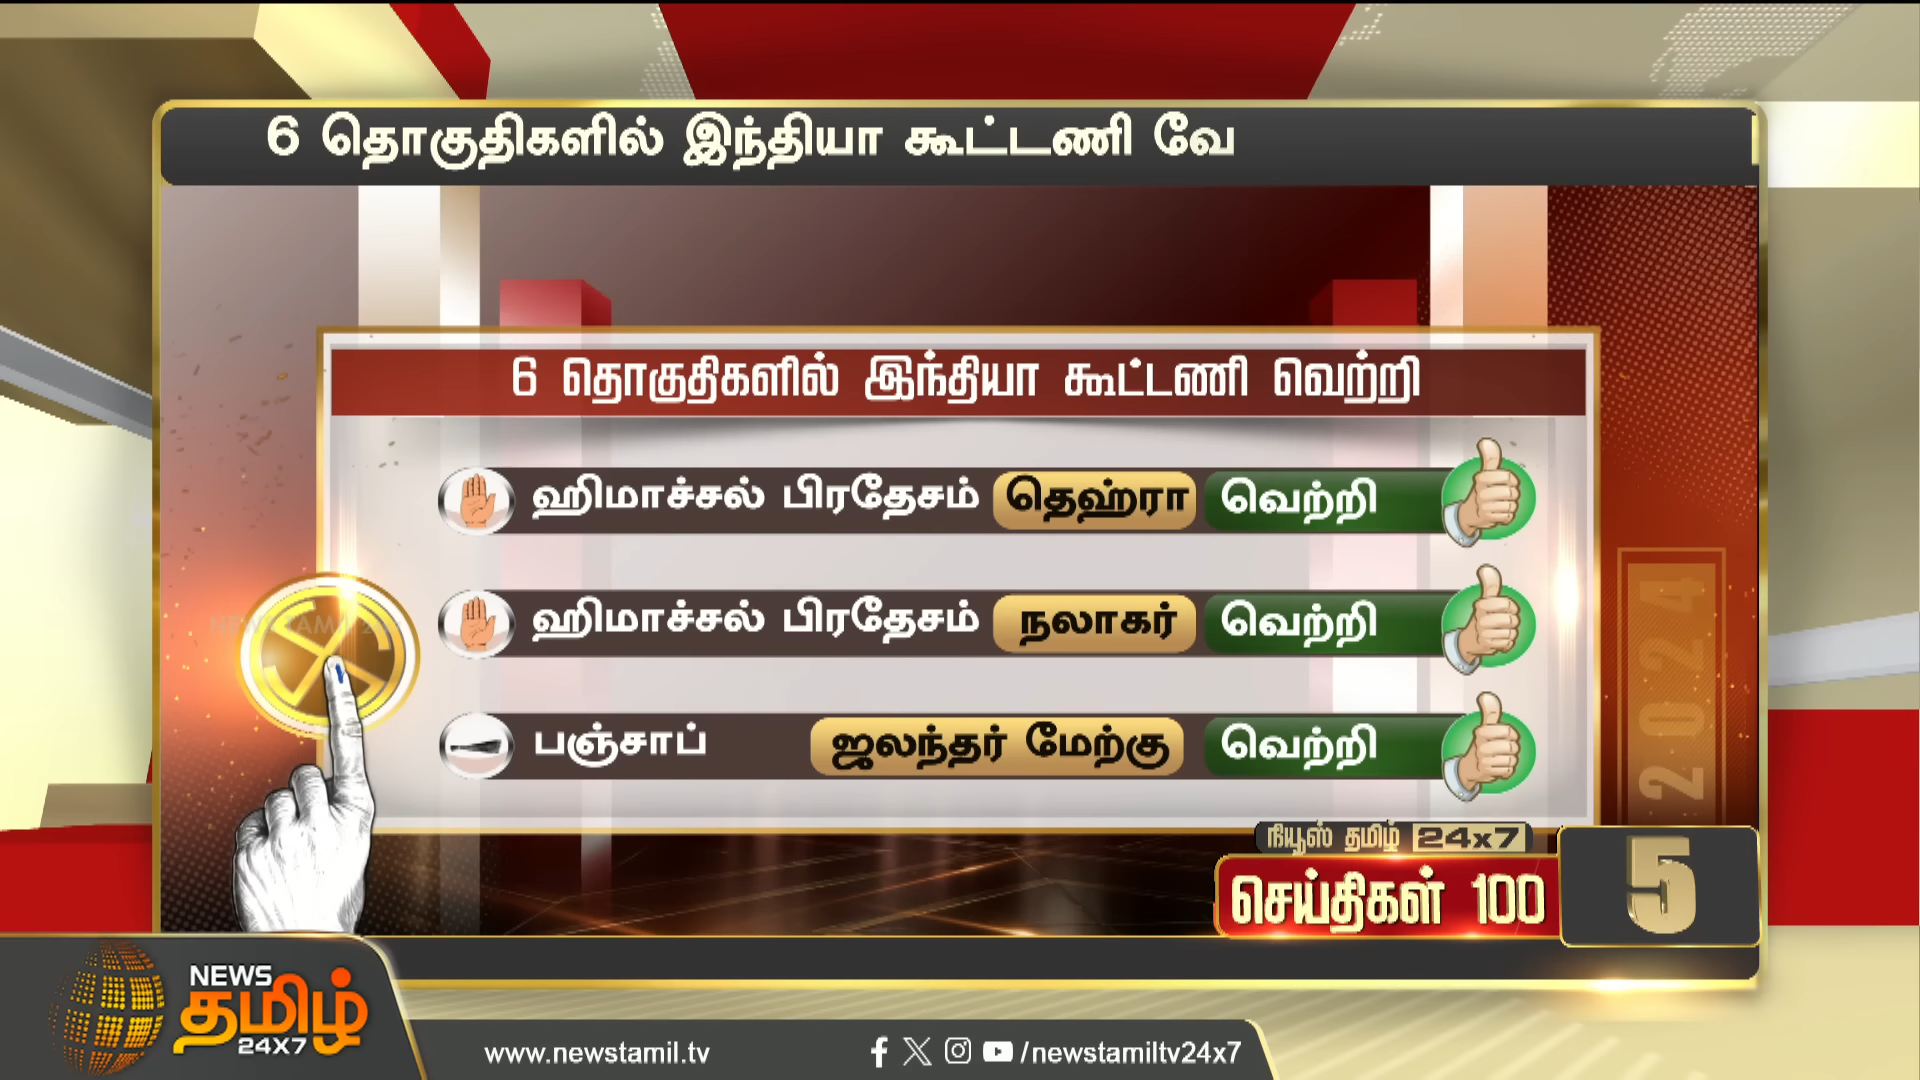 6 தொகுதிகளில் இந்தியா கூட்டணி வே
6 தொகுதிகளில் இந்தியா கூட்டணி வெற்றி
ஹிமாச்சல் பிரதேசம் தெஹ்ரா வெற்றி
ஹிமாச்சல் பிரதேசம் நலாகர் வெற்றி
பஞ்சாப் ஜலந்தர் மேற்கு வெற்றி
2024
நியூஸ் தமிழ் 24x7
செய்திகள் 100 5
NEWS
தமிழ்
24X7
www.newstamil.tv /newstamiltv24x7